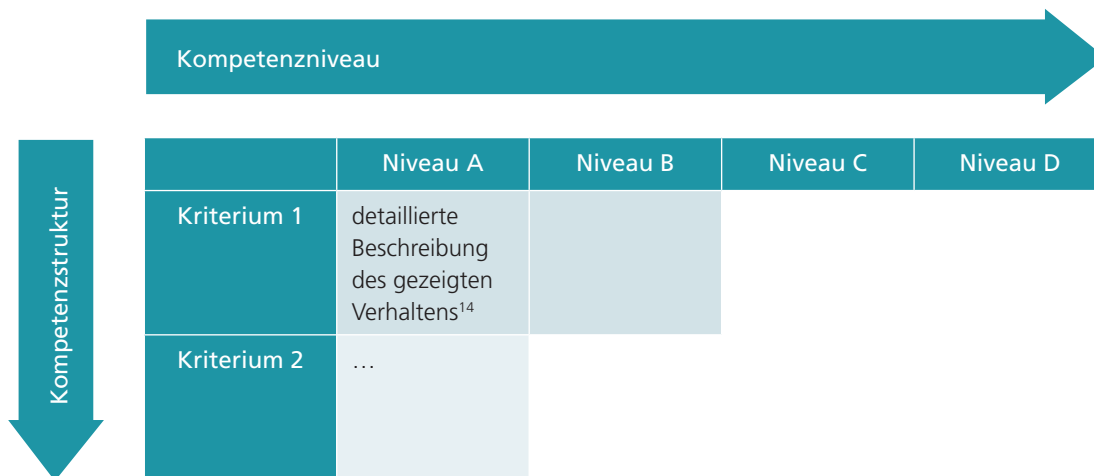 Kompetenzniveau
Kompetenzstruktur
Niveau A Niveau B Niveau C Niveau D
Kriterium 1
detaillierte
Beschreibung
des gezeigten
Verhaltens¹⁴
Kriterium 2
…